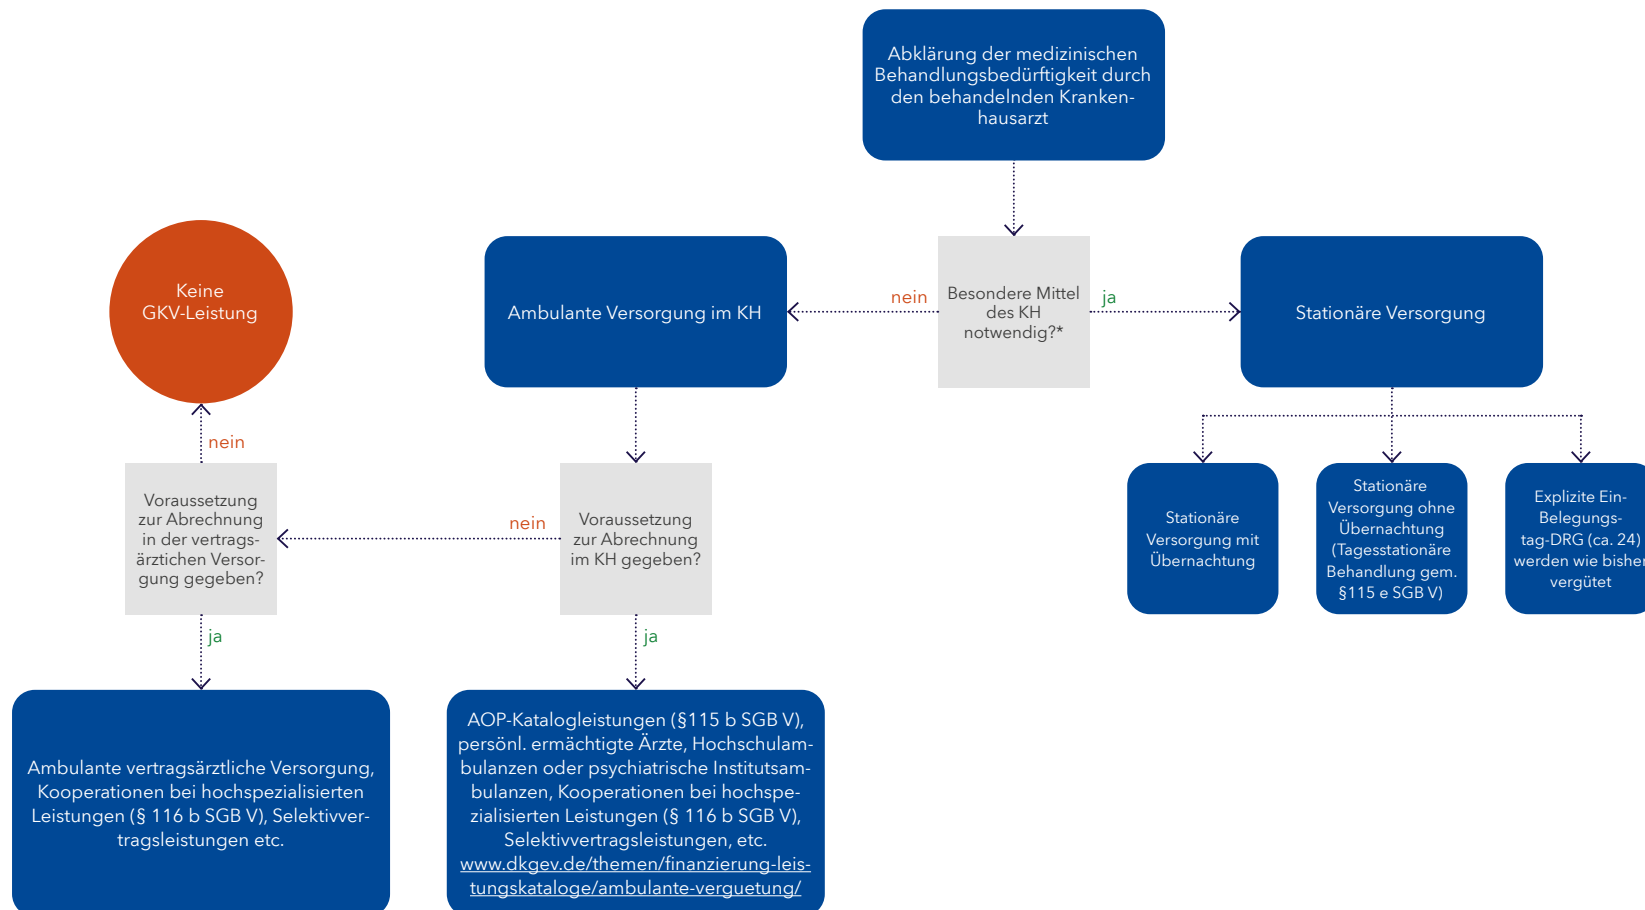 Abklärung der medizinischen
Behandlungsbedürftigkeit durch
den behandelnden Kranken-
hausarzt
Keine
GKV-Leistung
Ambulante Versorgung im KH
nein
Besondere Mittel
des KH
notwendig?*
ja
Stationäre Versorgung
nein
Voraussetzung
zur Abrechnung
in der vertrags-
ärztlichen Versor-
gung gegeben?
nein
Voraussetzung
zur Abrechnung
im KH gegeben?
Stationäre
Versorgung mit
Übernachtung
Stationäre
Versorgung ohne
Übernachtung
(Tagesstationäre
Behandlung gem.
§115 e SGB V)
Explizite Ein-
Belegungs-
tag-DRG (ca. 24)
werden wie bisher
vergütet
ja
ja
Ambulante vertragsärztliche Versorgung,
Kooperationen bei hochspezialisierten
Leistungen (§ 116 b SGB V), Selektivver-
tragsleistungen etc.
AOP-Katalogleistungen (§115 b SGB V),
persönl. ermächtigte Ärzte, Hochschulam-
bulanzen oder psychiatrische Institutsam-
bulanzen, Kooperationen bei hochspe-
zialisierten Leistungen (§ 116 b SGB V),
Selektivvertragsleistungen, etc.
www.dkgev.de/themen/finanzierung-leis-
tungskataloge/ambulante-verguetung/